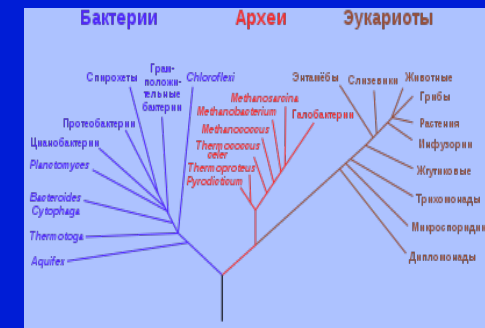 Бактерии Археи Эукариоты
Спирохеты
Грам-
положи-
тельные
бактерии
Chloroflexi
Протеобактерии
Цианобактерии
Planctomyces
Bacteroides
Cytophaga
Thermotoga
Aquifex
Methanosarcina
Methanobacterium
Галобактерии
Methanococcus
Thermococcus
celer
Thermoproteus
Pyrodicticum
Энтамёбы
Слизевики
Животные
Грибы
Растения
Инфузории
Жгутиковые
Трихомонады
Микроспоридии
Дипломонады